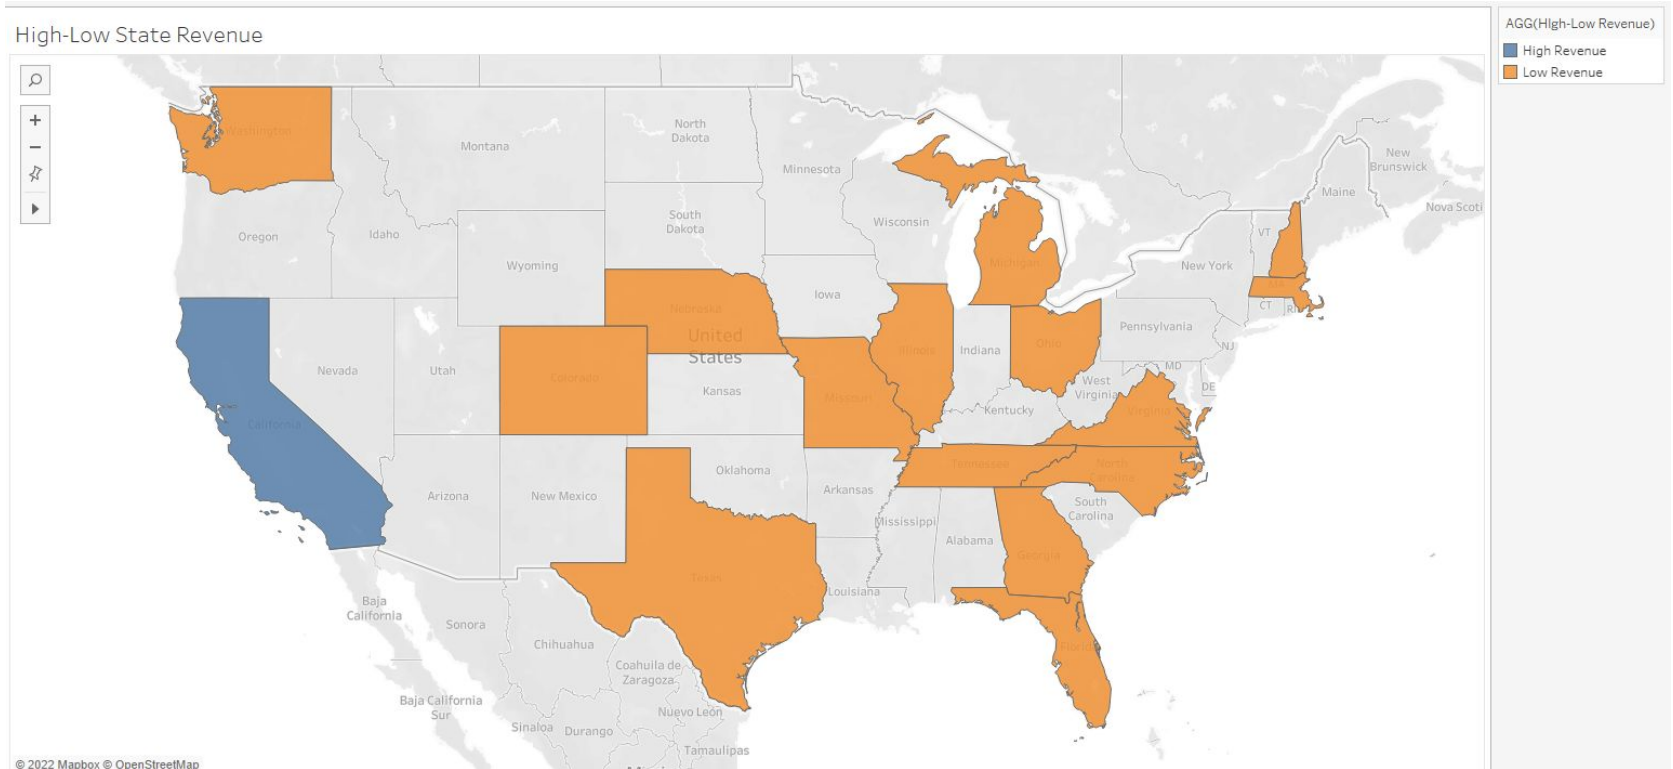 High-Low State Revenue
AGG(HIgh-Low Revenue)
High Revenue
Low Revenue
Washington
Montana
North
Dakota
Minnesota
New
Brunswick
Maine
Nova Scoti
Oregon
Idaho
South
Dakota
Wisconsin
VT
Wyoming
Michigan
New York
MA
Iowa
CT
RI
Nebraska
United
States
Pennsylvania
Nevada
Utah
Colorado
Kansas
Missouri
Illinois
Indiana
Ohio
NJ
MD
DE
West
Virginia
California
Kentucky
Virginia
Arizona
New Mexico
Oklahoma
Arkansas
Tennessee
North
Carolina
South
Carolina
Mississippi
Alabama
Georgia
Texas
Louisiana
Florida
Baja
California
Sonora
Chihuahua
Coahuila de
Zaragoza
Baja California
Sur
Sinaloa
Durango
Nuevo León
Tamaulipas
© 2022 Mapbox © OpenStreetMap